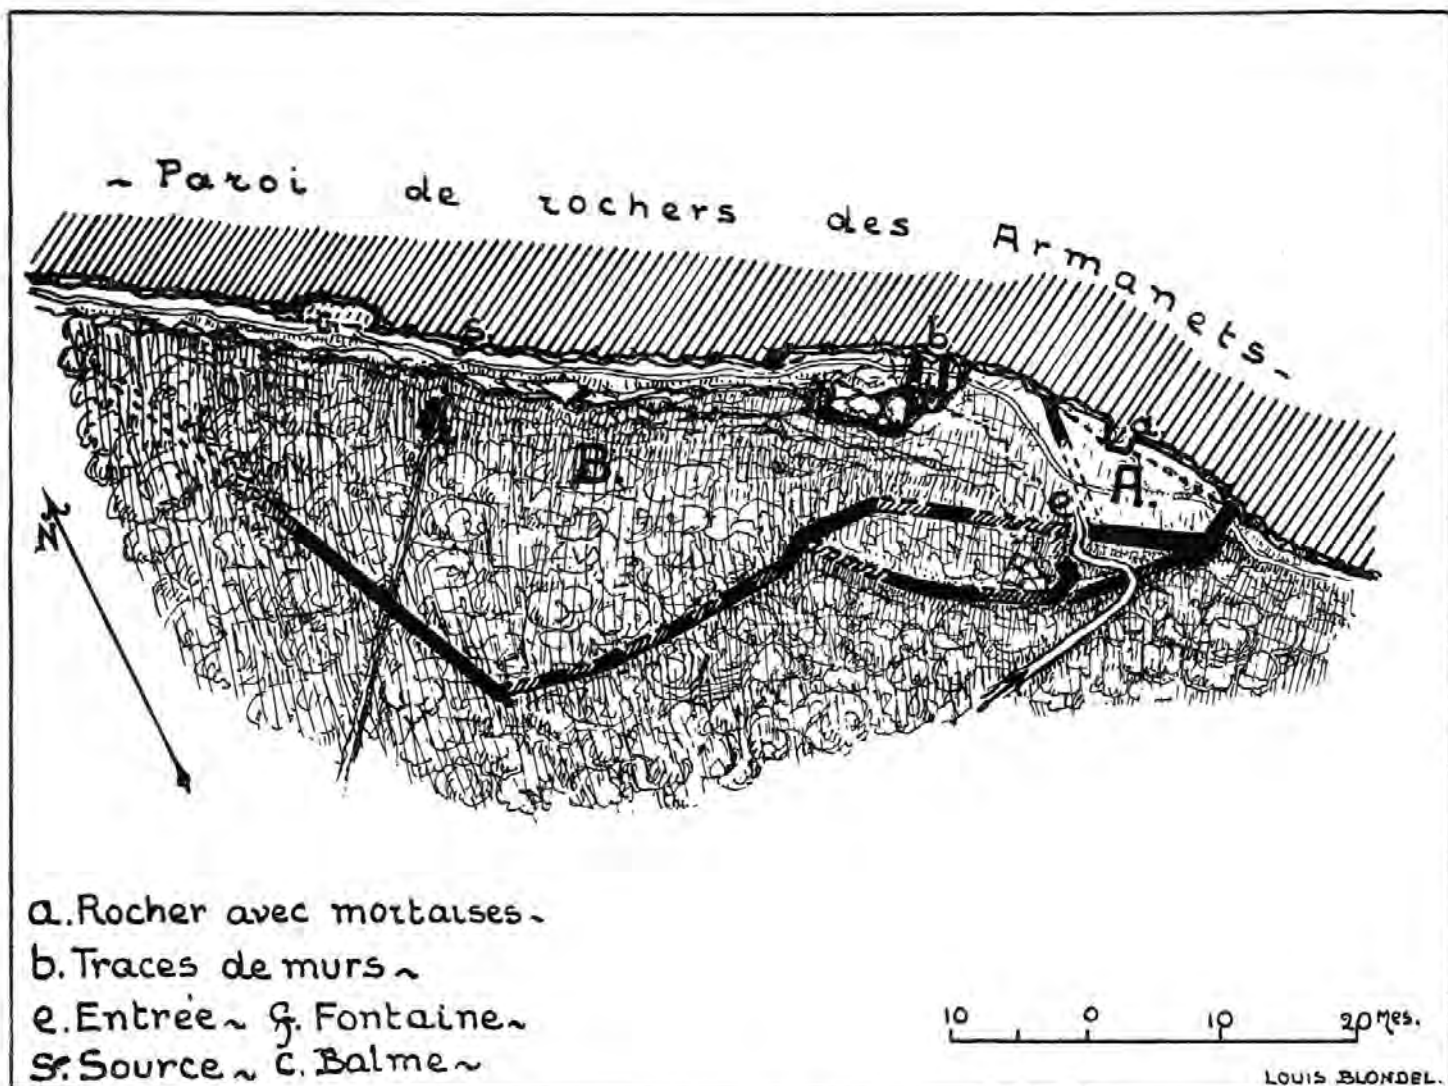 ~ Paroi de rochers des Armanets ~
S.
b
a.
A.
B.
e
N
a. Rocher avec mortaises ~
b. Traces de murs ~
e. Entrée ~ G. Fontaine ~
S. Source ~ C. Balme ~
10 0 10 20 Mes.
LOUIS BLONDEL.